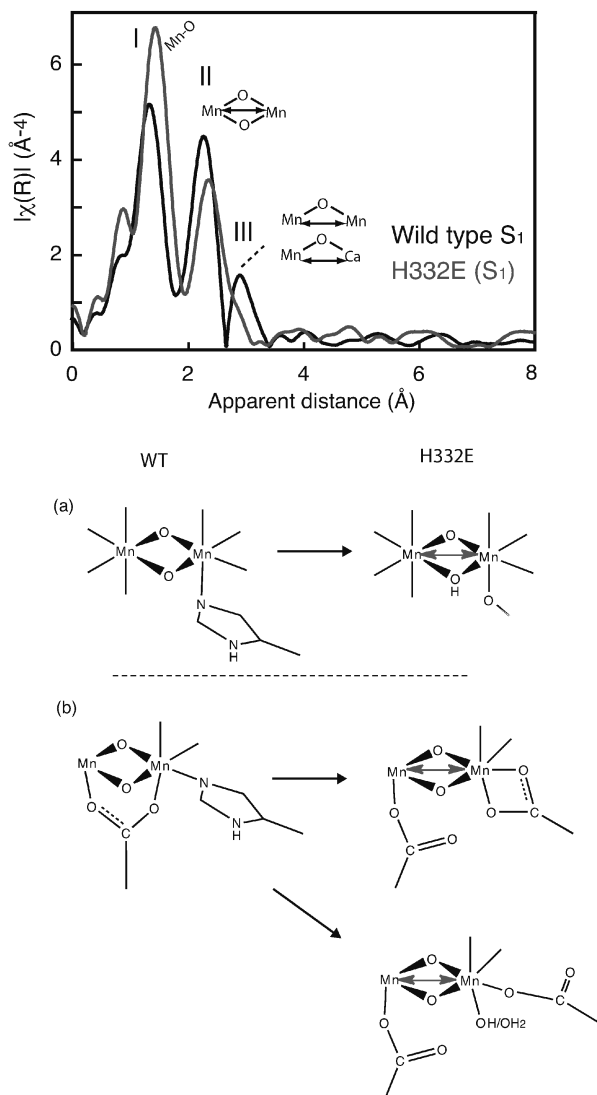 I
Mn-O
II
O
Mn Mn
O
III
O
Mn Mn
O
Mn Ca
Wild type S1
H332E (S1)
|χ(R)| (Å-4)
6
4
2
0
0 2 4 6 8
Apparent distance (Å)
WT H332E
(a)
O O
Mn Mn Mn Mn
O O
H
N O
N
H
(b)
O O
Mn Mn Mn Mn O
O N O O C
O O O
C N C O
H
O
Mn Mn O
O O C
O OH/OH2
C O